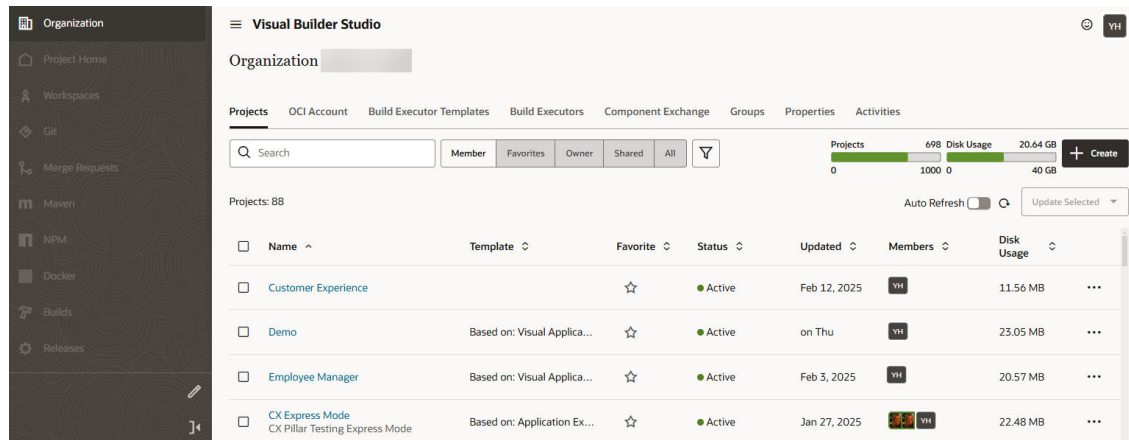 Organization
Project Home
Workspaces
Git
Merge Requests
Maven
NPM
Docker
Builds
Releases
Visual Builder Studio
YH
Organization
Projects OCI Account Build Executor Templates Build Executors Component Exchange Groups Properties Activities
Search Member Favorites Owner Shared All
Projects 698 Disk Usage 20.64 GB
0 1000 0 40 GB
+ Create
Projects: 88 Auto Refresh Update Selected
Name Template Favorite Status Updated Members Disk Usage
Customer Experience Active Feb 12, 2025 YH 11.56 MB ...
Demo Based on: Visual Applica... Active on Thu YH 23.05 MB ...
Employee Manager Based on: Visual Applica... Active Feb 3, 2025 YH 20.57 MB ...
CX Express Mode Based on: Application Ex... Active Jan 27, 2025 YH 22.48 MB ...
CX Pillar Testing Express Mode